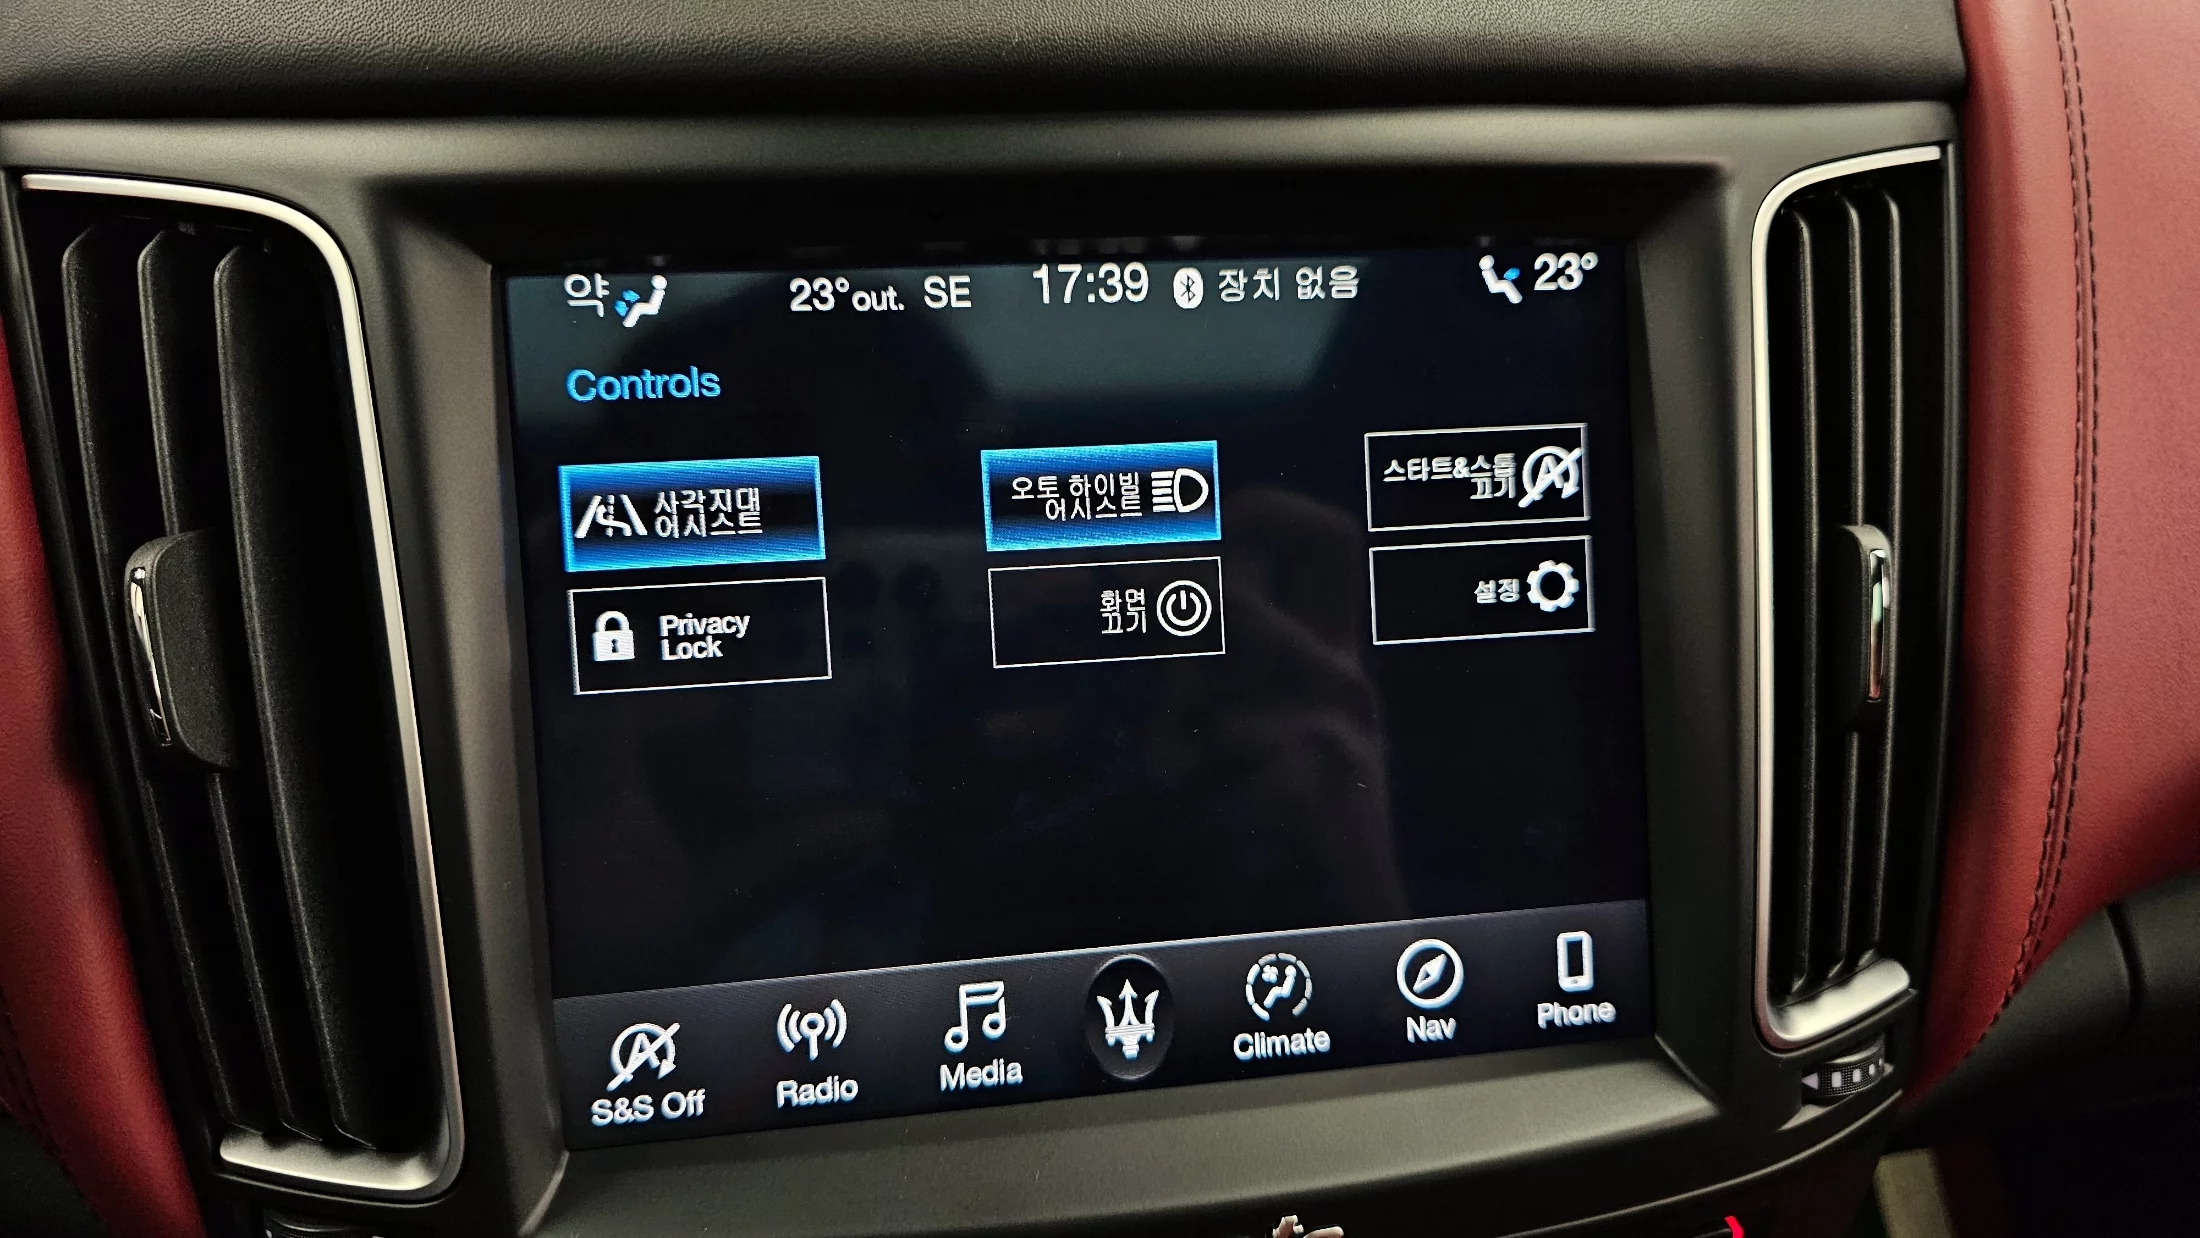 약 23° out. SE 17:39 장치 없음 23°
Controls
사각지대
어시스트
오토 하이빔
어시스트
스타트&스톱
끄기
Privacy
Lock
화면
끄기
설정
S&S Off
Radio
Media
Climate
Nav
Phone